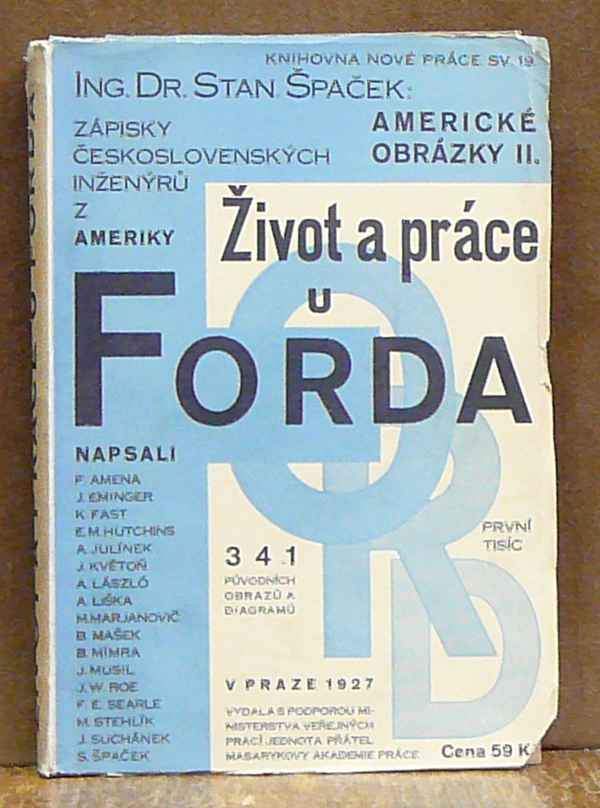 KNIHOVNA NOVÉ PRÁCE SV. 19.
ING. DR. STAN ŠPAČEK:
AMERICKÉ
OBRÁZKY II.
ZÁPISKY
ČESKOSLOVENSKÝCH
INŽENÝRŮ
Z
AMERIKY
Život a práce
U
FORDA
FORD
NAPSALI
F. AMENA
J. EMINGER
K. FAST
E. M. HUTCHINS
A. JULÍNEK
J. KVĚTOŇ
A. LÁSZLÓ
A. LIŠKA
M. MARJANOVIČ
B. MAŠEK
B. MIMRA
J. MUSIL
J. W. ROE
F. E. SEARLE
M. STEHLÍK
J. SUCHÁNEK
S. ŠPAČEK
341
PŮVODNÍCH
OBRAZŮ A
DIAGRAMŮ
PRVNÍ
TISÍC
V PRAZE 1927
VYDALA S PODPOROU MI-
NISTERSTVA VEŘEJNÝCH
PRACÍ JEDNOTA PŘÁTEL
MASARYKOVY AKADEMIE PRÁCE
Cena 59 K